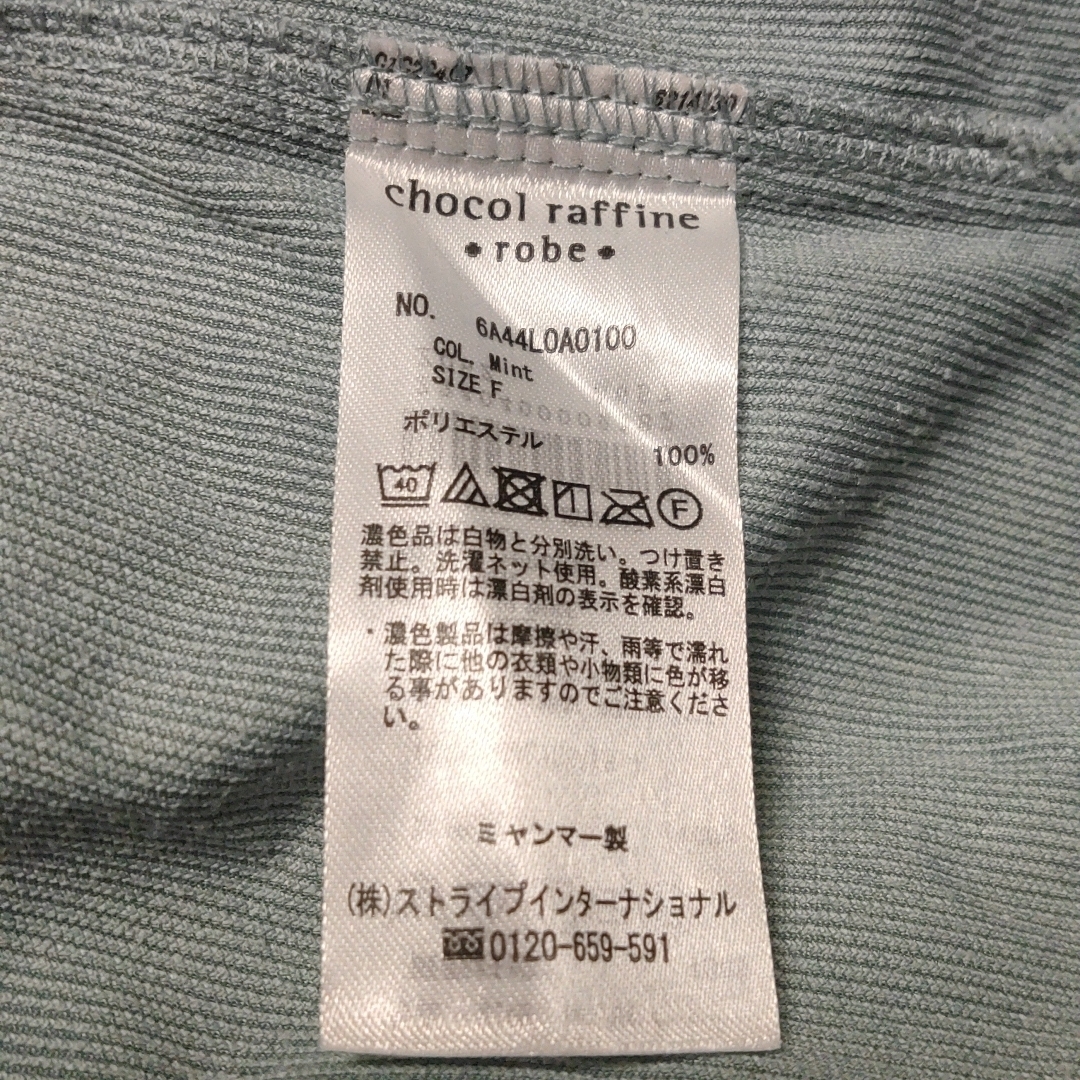 chocol raffine
• robe •
NO. 6A44L0A0100
COL. Mint
SIZE F
ポリエステル 100%
40
F
濃色品は白物と分別洗い。つけ置き
禁止。洗濯ネット使用。酸素系漂白
剤使用時は漂白剤の表示を確認。
・濃色製品は摩擦や汗、雨等で濡れ
た際に他の衣類や小物類に色が移
る事がありますのでご注意くださ
い。
ミャンマー製
(株)ストライプインターナショナル
0120-659-591